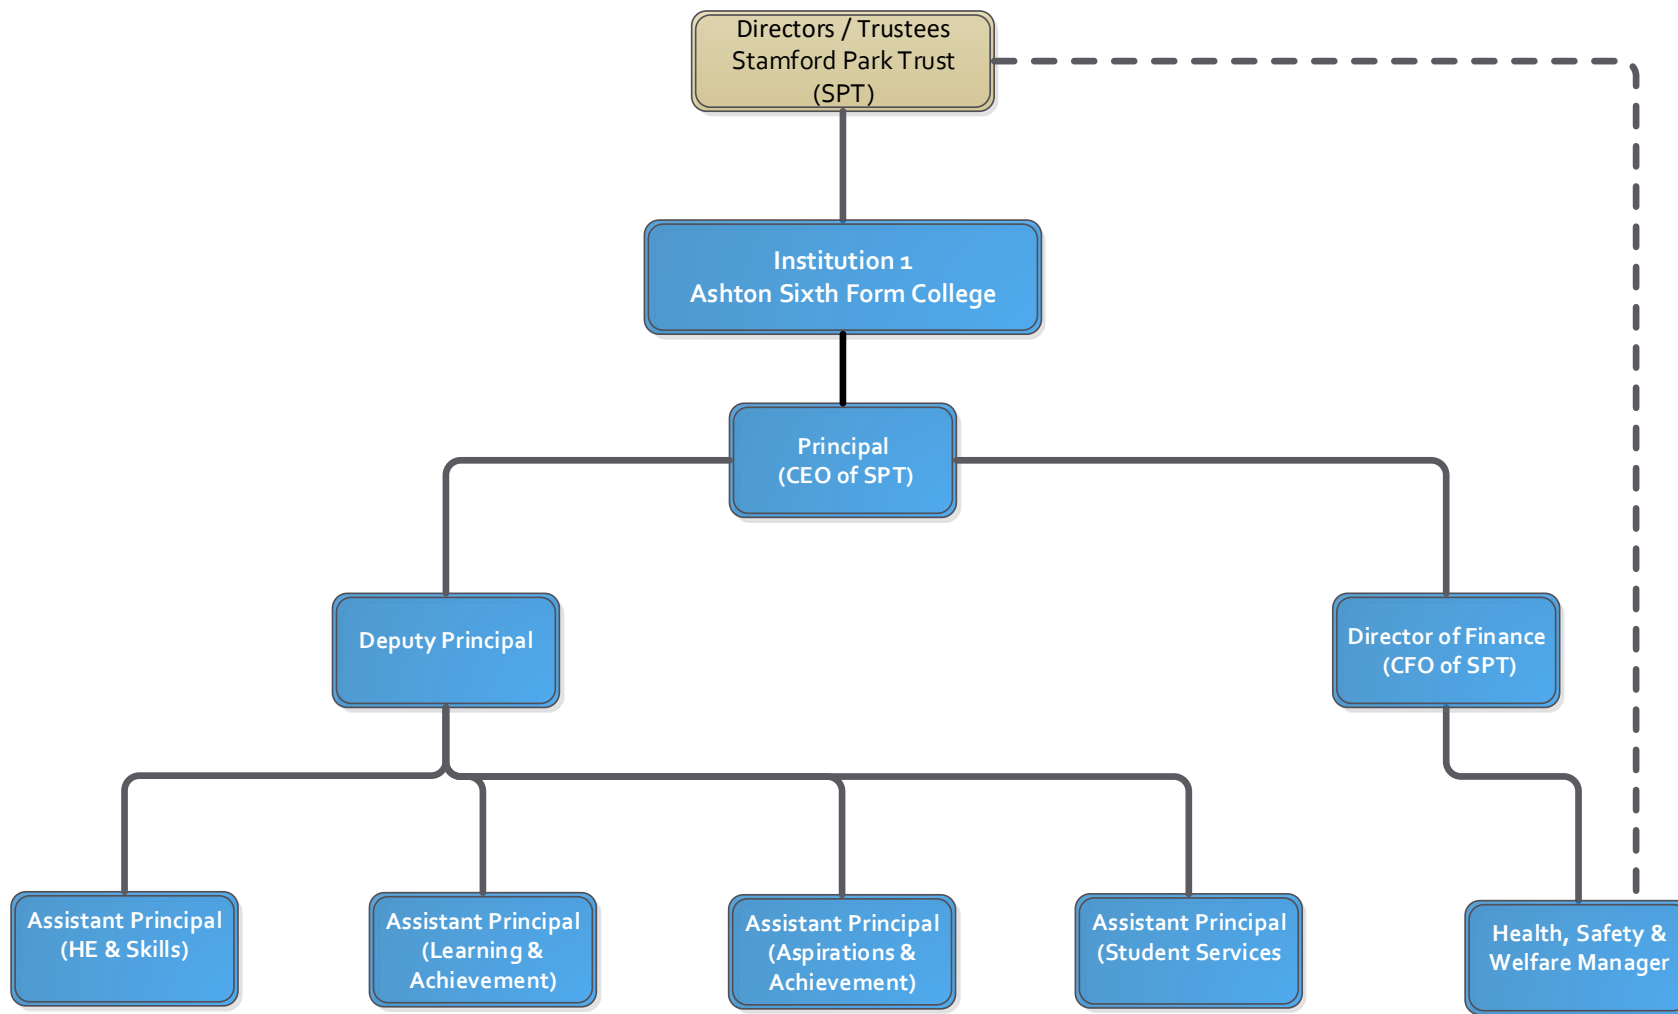 Directors / Trustees
Stamford Park Trust
(SPT)
Institution 1
Ashton Sixth Form College
Principal
(CEO of SPT)
Deputy Principal
Director of Finance
(CFO of SPT)
Assistant Principal
(HE & Skills)
Assistant Principal
(Learning &
Achievement)
Assistant Principal
(Aspirations &
Achievement)
Assistant Principal
(Student Services
Health, Safety &
Welfare Manager